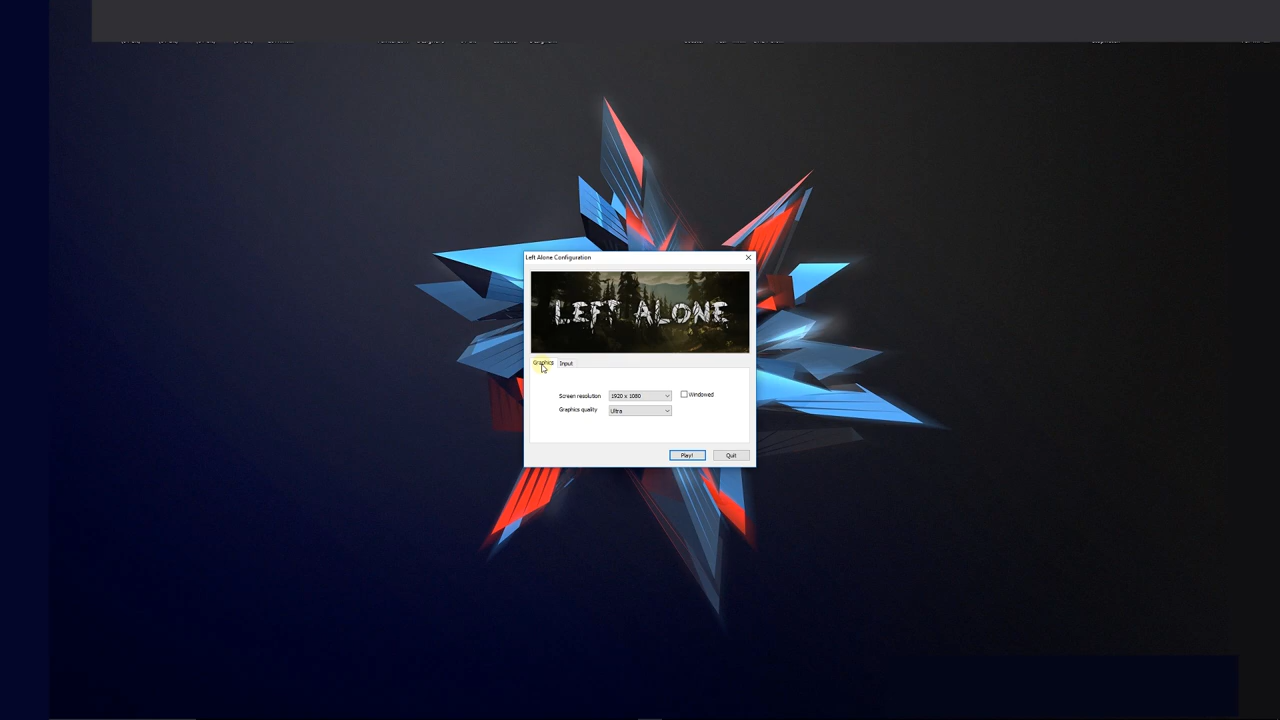 Left Alone Configuration
LEFT ALONE
Graphics Input
Screen resolution 1920 x 1080 Windowed
Graphics quality Ultra
Play! Quit